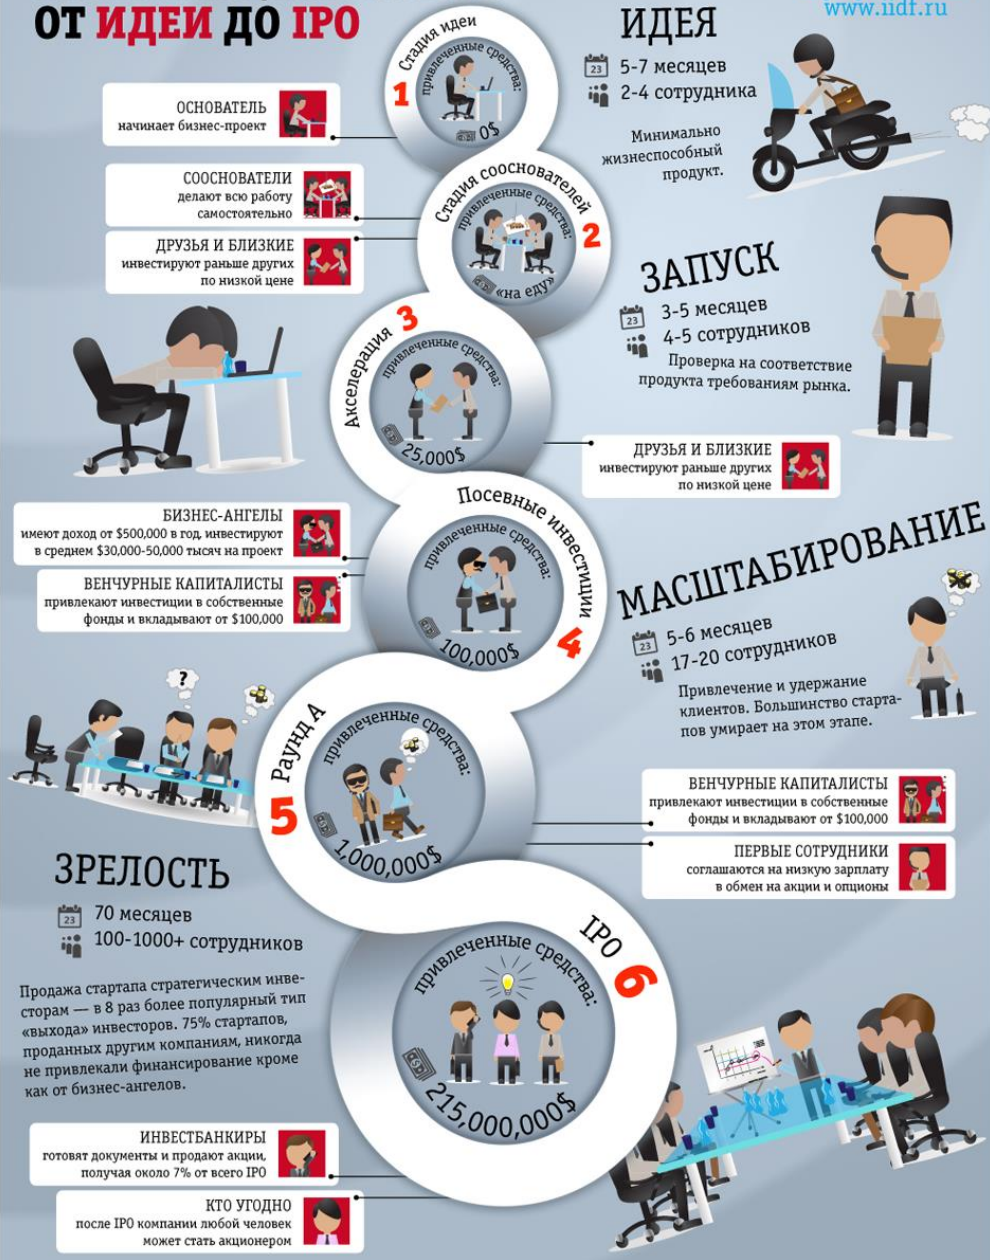 ОТ ИДЕИ ДО IPO
www.iidf.ru
Стадия идеи
привлеченные средства:
1
0$
ИДЕЯ
23
5-7 месяцев
2-4 сотрудника
Минимально
жизнеспособный
продукт.
ОСНОВАТЕЛЬ
начинает бизнес-проект
СООСНОВАТЕЛИ
делают всю работу
самостоятельно
ДРУЗЬЯ И БЛИЗКИЕ
инвестируют раньше других
по низкой цене
Стадия сооснователей
привлеченные средства:
2
«на еду»
ЗАПУСК
23
3-5 месяцев
4-5 сотрудников
Проверка на соответствие
продукта требованиям рынка.
3
Акселерация
привлеченные средства:
25,000$
ДРУЗЬЯ И БЛИЗКИЕ
инвестируют раньше других
по низкой цене
Посевные инвестиции
привлеченные средства:
4
100,000$
БИЗНЕС-АНГЕЛЫ
имеют доход от $500,000 в год, инвестируют
в среднем $30,000-50,000 тысяч на проект
ВЕНЧУРНЫЕ КАПИТАЛИСТЫ
привлекают инвестиции в собственные
фонды и вкладывают от $100,000
МАСШТАБИРОВАНИЕ
23
5-6 месяцев
17-20 сотрудников
Привлечение и удержание
клиентов. Большинство старта-
пов умирает на этом этапе.
?
Раунд А
привлеченные средства:
5
1,000,000$
ВЕНЧУРНЫЕ КАПИТАЛИСТЫ
привлекают инвестиции в собственные
фонды и вкладывают от $100,000
ПЕРВЫЕ СОТРУДНИКИ
соглашаются на низкую зарплату
в обмен на акции и опционы
ЗРЕЛОСТЬ
23
70 месяцев
100-1000+ сотрудников
Продажа стартапа стратегическим инве-
сторам — в 8 раз более популярный тип
«выхода» инвесторов. 75% стартапов,
проданных другим компаниям, никогда
не привлекали финансирование кроме
как от бизнес-ангелов.
IPO
6
привлеченные средства:
215,000,000$
ИНВЕСТБАНКИРЫ
готовят документы и продают акции,
получая около 7% от всего IPO
КТО УГОДНО
после IPO компании любой человек
может стать акционером